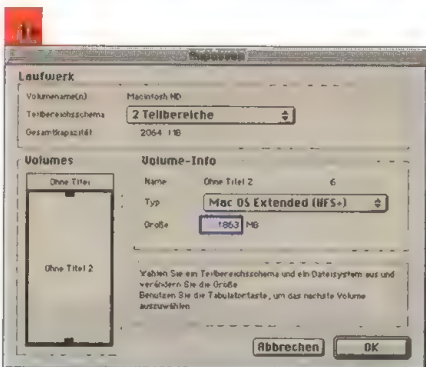 Laufwerk
Volumename(n) Macintosh HD
Teilbereichsschema 2 Teilbereiche
Gesamtkapazität 2064 MB
Volumes
Ohne Titel
Ohne Titel 2
Volume-Info
Name Ohne Titel 2 6
Typ Mac OS Extended (HFS+)
Größe 1863 MB
Wählen Sie ein Teilbereichsschema und ein Dateisystem aus und
verändern Sie die Größe
Benutzen Sie die Tabulatortaste, um das nächste Volume
auszuwählen
Abbrechen OK